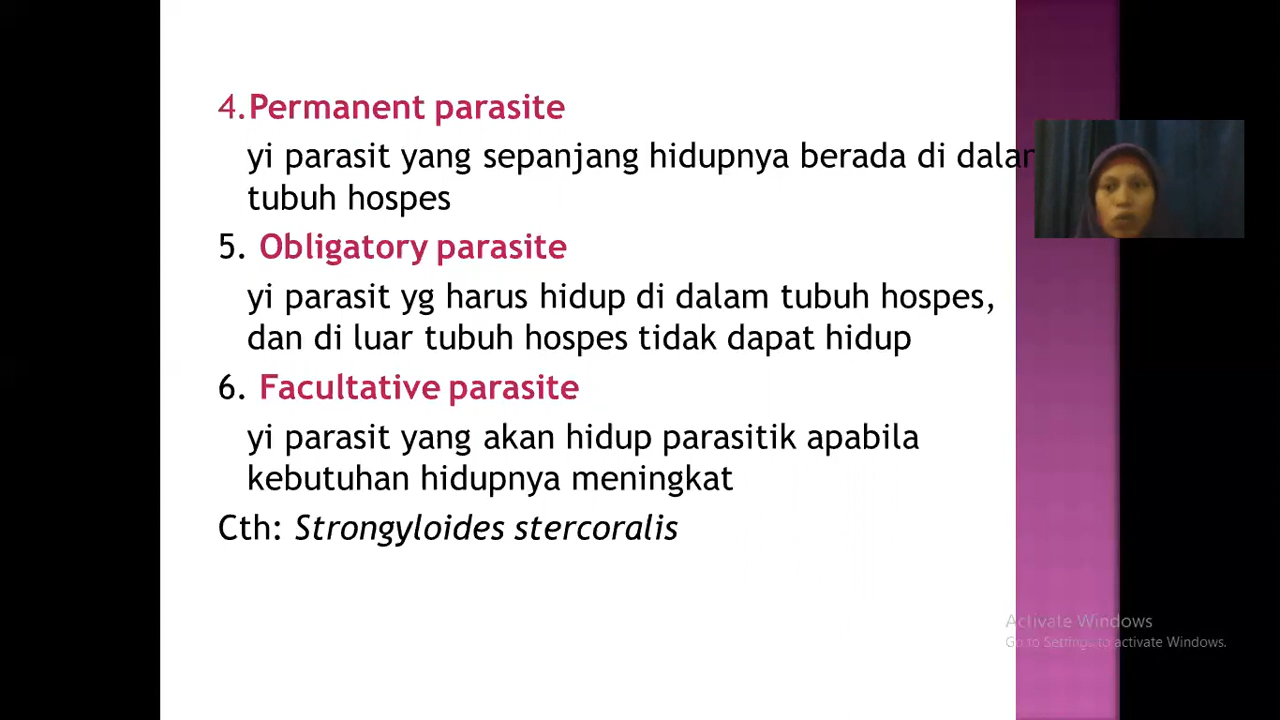 4.Permanent parasite
yi parasit yang sepanjang hidupnya berada di dalam
tubuh hospes
5. Obligatory parasite
yi parasit yg harus hidup di dalam tubuh hospes,
dan di luar tubuh hospes tidak dapat hidup
6. Facultative parasite
yi parasit yang akan hidup parasitik apabila
kebutuhan hidupnya meningkat
Cth: Strongyloides stercoralis
Activate Windows
Go to Settings to activate Windows.